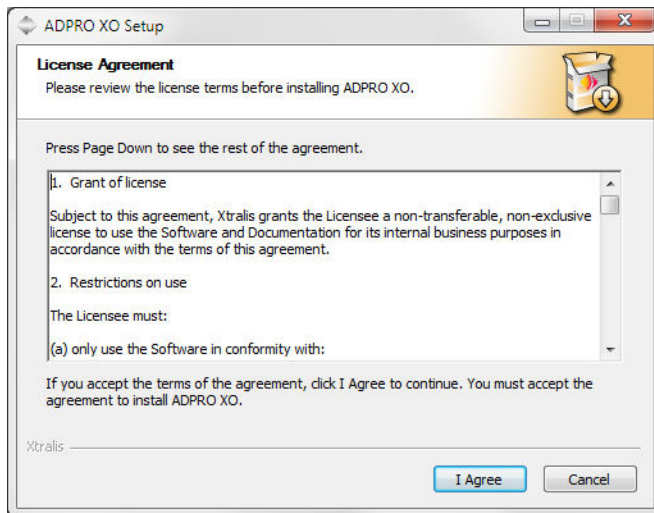 ADPRO XO Setup
License Agreement
Please review the license terms before installing ADPRO XO.
Press Page Down to see the rest of the agreement.
1. Grant of license
Subject to this agreement, Xtralis grants the Licensee a non-transferable, non-exclusive
license to use the Software and Documentation for its internal business purposes in
accordance with the terms of this agreement.
2. Restrictions on use
The Licensee must:
(a) only use the Software in conformity with:
If you accept the terms of the agreement, click I Agree to continue. You must accept the
agreement to install ADPRO XO.
Xtralis
I Agree
Cancel